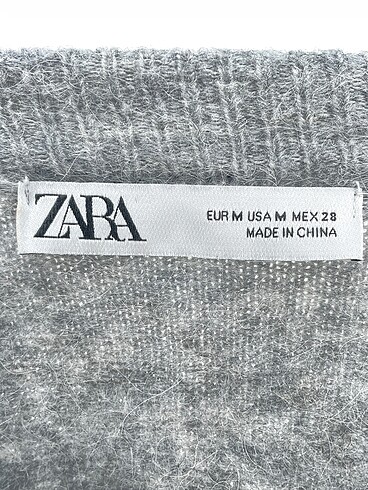 ZARA
EUR M USA M MEX 28
MADE IN CHINA